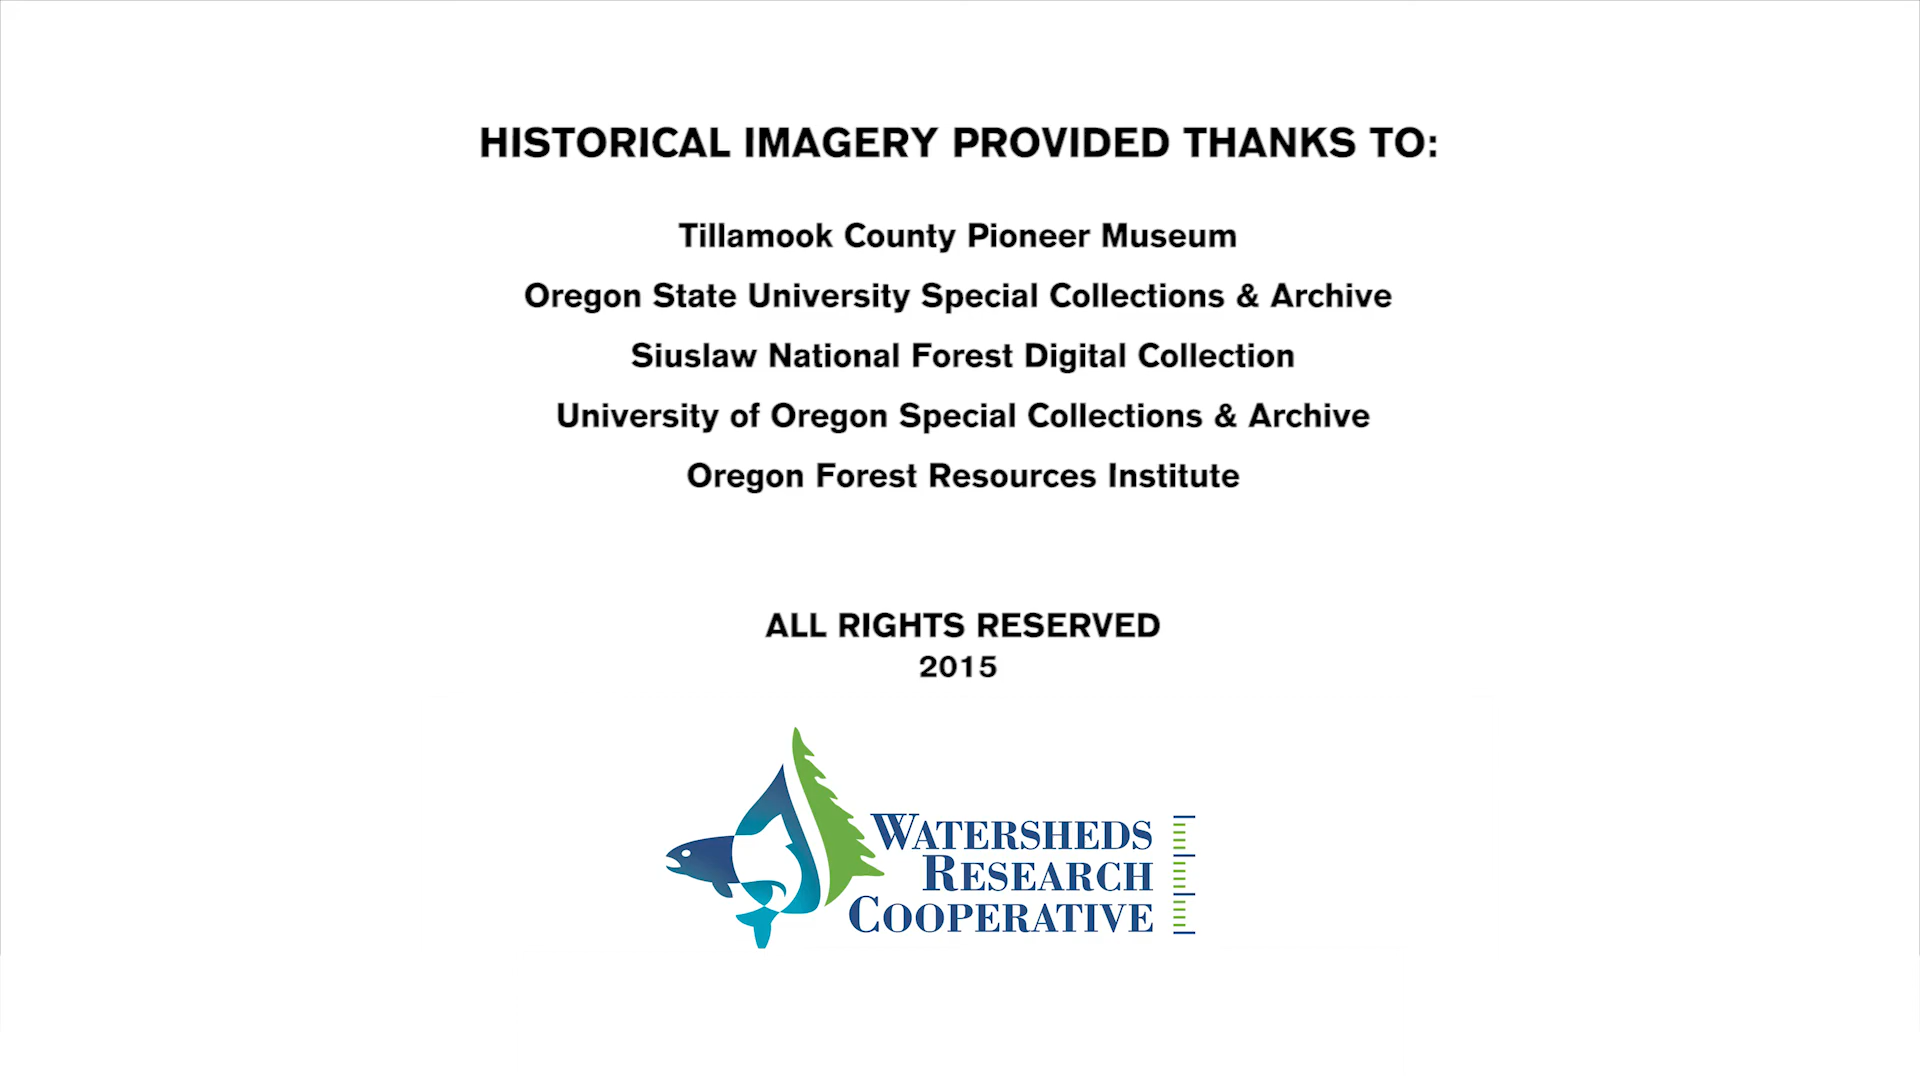 HISTORICAL IMAGERY PROVIDED THANKS TO:
Tillamook County Pioneer Museum
Oregon State University Special Collections & Archive
Siuslaw National Forest Digital Collection
University of Oregon Special Collections & Archive
Oregon Forest Resources Institute
ALL RIGHTS RESERVED
2015
WATERSHEDS
RESEARCH
COOPERATIVE